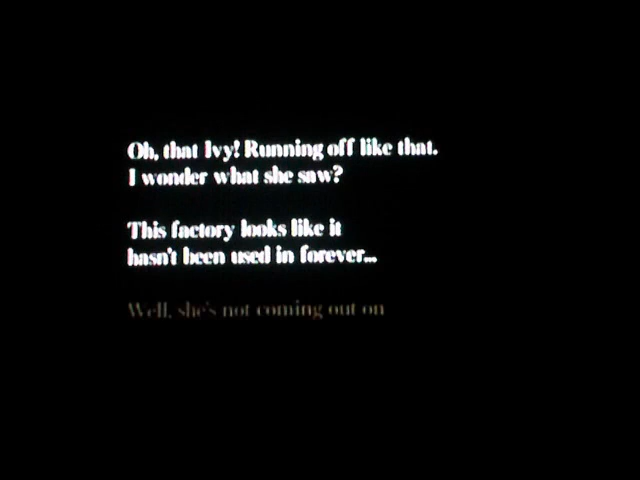 Oh, that Ivy! Running off like that.
I wonder what she saw?
This factory looks like it
hasn't been used in forever...
Well, she's not coming out on